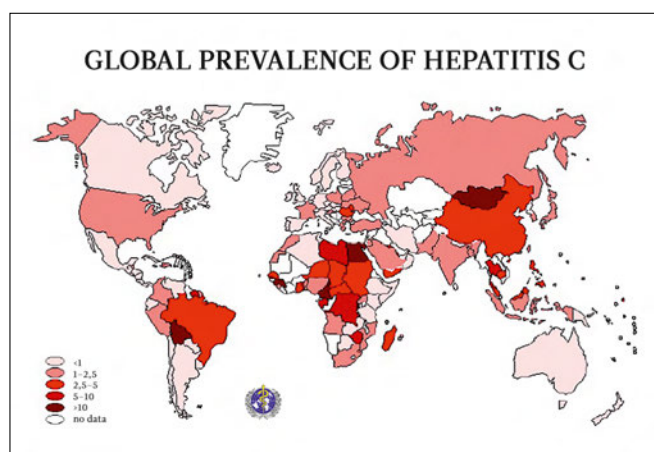 GLOBAL PREVALENCE OF HEPATITIS C
<1
1–2,5
2,5–5
5–10
>10
no data